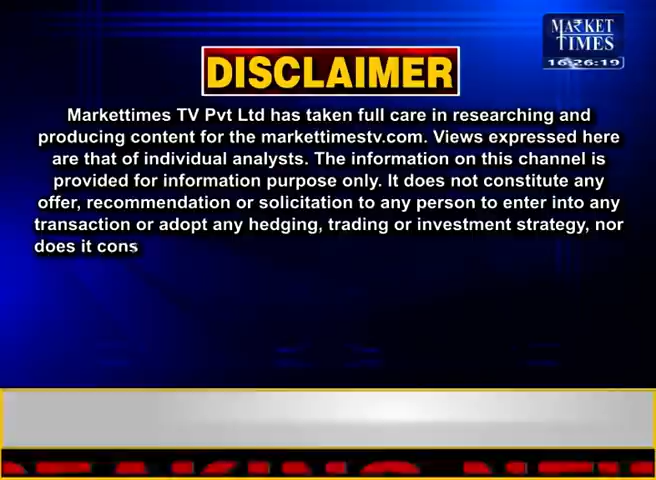 MARKET
TIMES
16:26:19
DISCLAIMER
Markettimes TV Pvt Ltd has taken full care in researching and
producing content for the markettimestv.com. Views expressed here
are that of individual analysts. The information on this channel is
provided for information purpose only. It does not constitute any
offer, recommendation or solicitation to any person to enter into any
transaction or adopt any hedging, trading or investment strategy, nor
does it cons